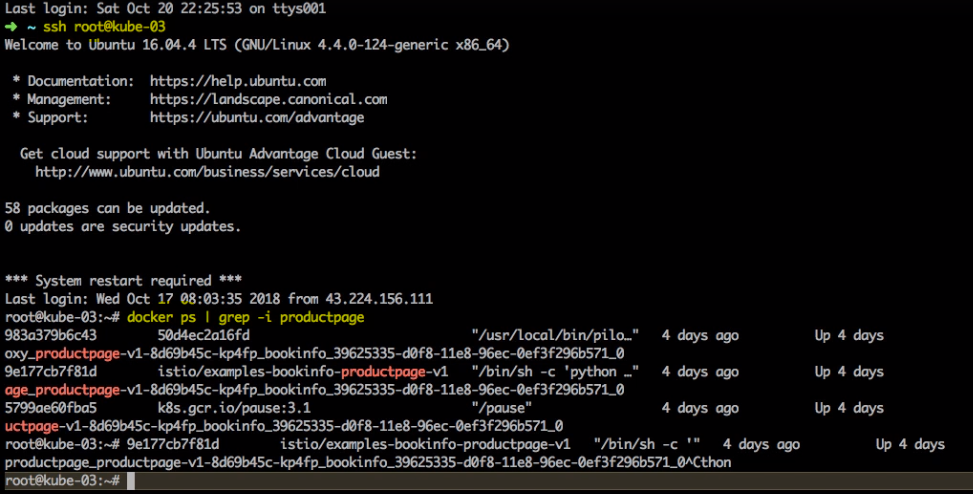 Last login: Sat Oct 20 22:25:53 on ttys001
➜ ~ ssh root@kube-03
Welcome to Ubuntu 16.04.4 LTS (GNU/Linux 4.4.0-124-generic x86_64)
* Documentation: https://help.ubuntu.com
* Management: https://landscape.canonical.com
* Support: https://ubuntu.com/advantage
Get cloud support with Ubuntu Advantage Cloud Guest:
http://www.ubuntu.com/business/services/cloud
58 packages can be updated.
0 updates are security updates.
*** System restart required ***
Last login: Wed Oct 17 08:03:35 2018 from 43.224.156.111
root@kube-03:~# docker ps | grep -i productpage
983a379b6c43 50d4ec2a16fd "/usr/local/bin/pilo…" 4 days ago Up 4 days
oxy_productpage-v1-8d69b45c-kp4fp_bookinfo_39625335-d0f8-11e8-96ec-0ef3f296b571_0
9e177cb7f81d istio/examples-bookinfo-productpage-v1 "/bin/sh -c 'python …" 4 days ago Up 4 days
age_productpage-v1-8d69b45c-kp4fp_bookinfo_39625335-d0f8-11e8-96ec-0ef3f296b571_0
5799ae60fba5 k8s.gcr.io/pause:3.1 "/pause" 4 days ago Up 4 days
uctpage-v1-8d69b45c-kp4fp_bookinfo_39625335-d0f8-11e8-96ec-0ef3f296b571_0
root@kube-03:~# 9e177cb7f81d istio/examples-bookinfo-productpage-v1 "/bin/sh -c '" 4 days ago Up 4 days
productpage_productpage-v1-8d69b45c-kp4fp_bookinfo_39625335-d0f8-11e8-96ec-0ef3f296b571_0^Cthon
root@kube-03:~#